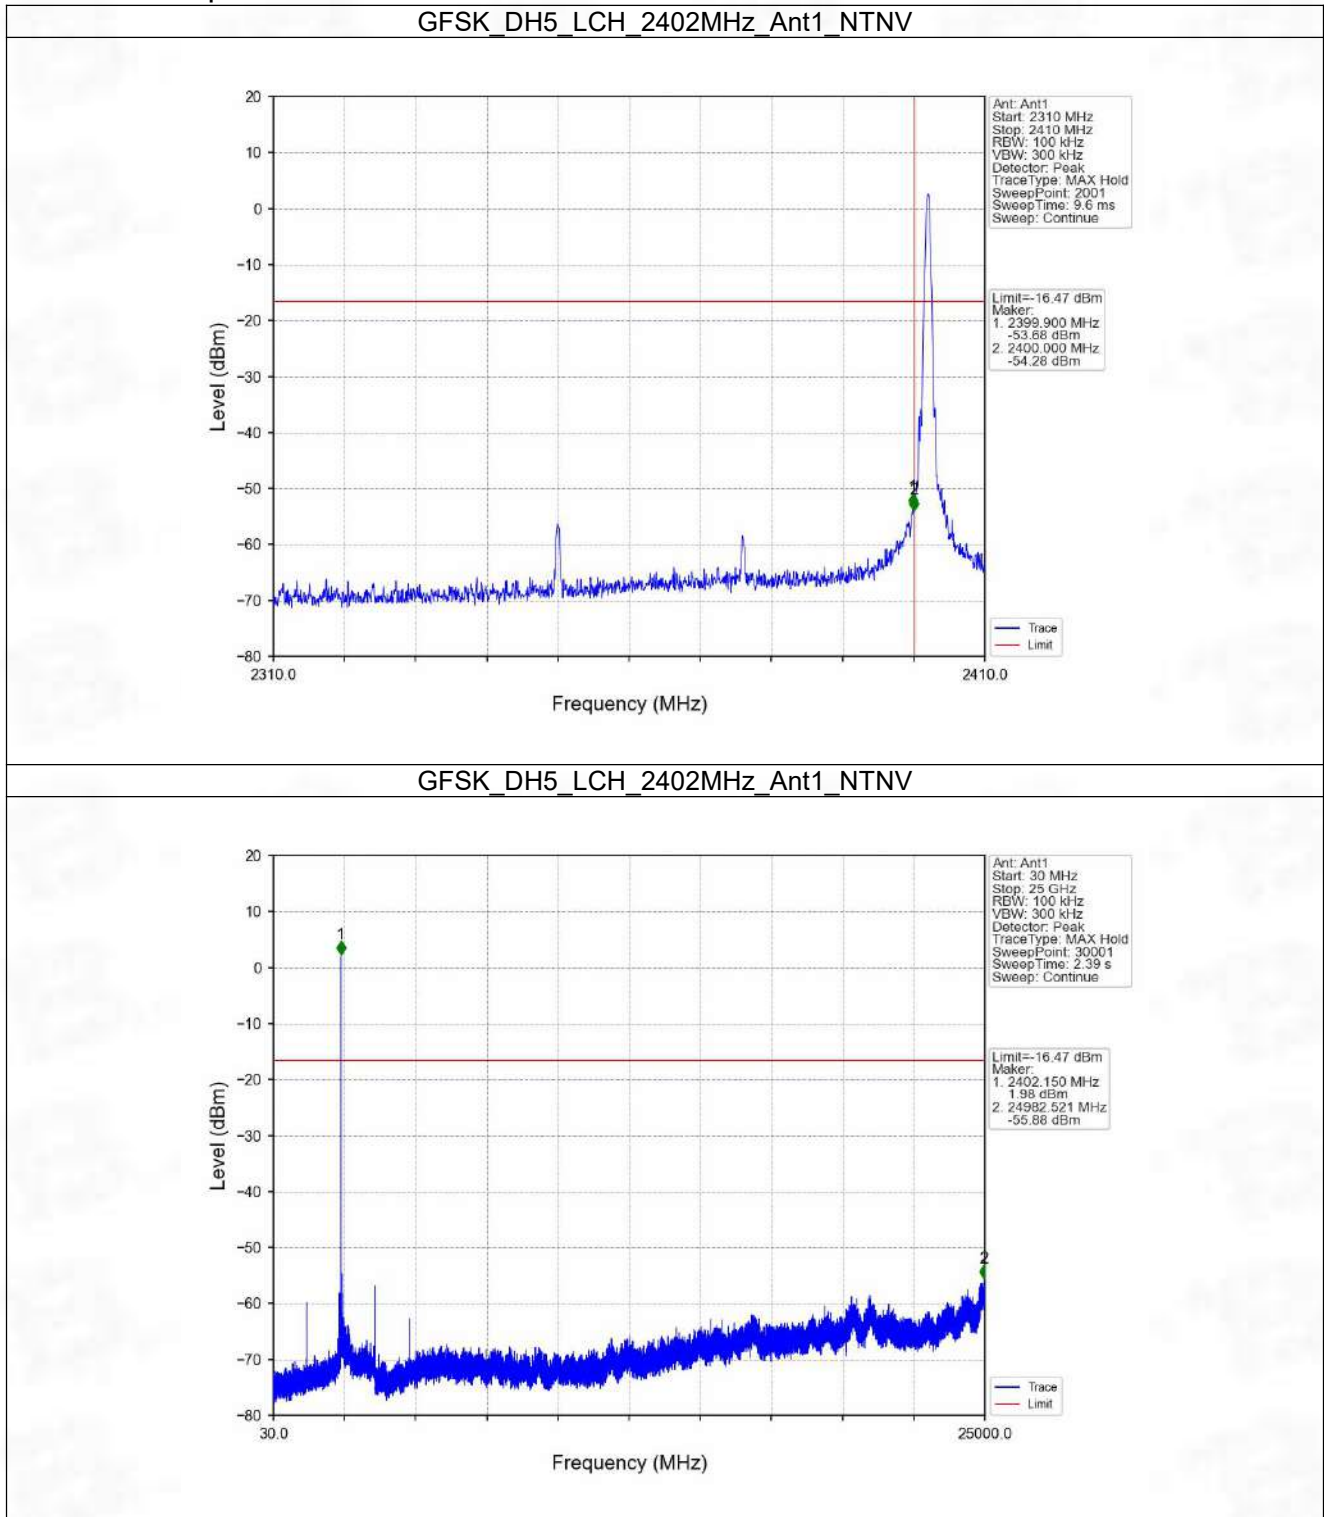 GFSK_DH5_LCH_2402MHz_Ant1_NTNV
20
10
0
−10
−20
−30
−40
−50
−60
−70
−80
Level (dBm)
2310.0
2410.0
Frequency (MHz)
Ant: Ant1
Start: 2310 MHz
Stop: 2410 MHz
RBW: 100 kHz
VBW: 300 kHz
Detector: Peak
TraceType: MAX Hold
SweepPoint: 2001
SweepTime: 9.6 ms
Sweep: Continue
Limit=-16.47 dBm
Maker:
1. 2399.900 MHz
-53.68 dBm
2. 2400.000 MHz
-54.28 dBm
2
Trace
Limit
GFSK_DH5_LCH_2402MHz_Ant1_NTNV
20
10
0
−10
−20
−30
−40
−50
−60
−70
−80
Level (dBm)
30.0
25000.0
Frequency (MHz)
1
2
Ant: Ant1
Start: 30 MHz
Stop: 25 GHz
RBW: 100 kHz
VBW: 300 kHz
Detector: Peak
TraceType: MAX Hold
SweepPoint: 30001
SweepTime: 2.39 s
Sweep: Continue
Limit=-16.47 dBm
Maker:
1. 2402.150 MHz
1.98 dBm
2. 24982.521 MHz
-55.88 dBm
Trace
Limit